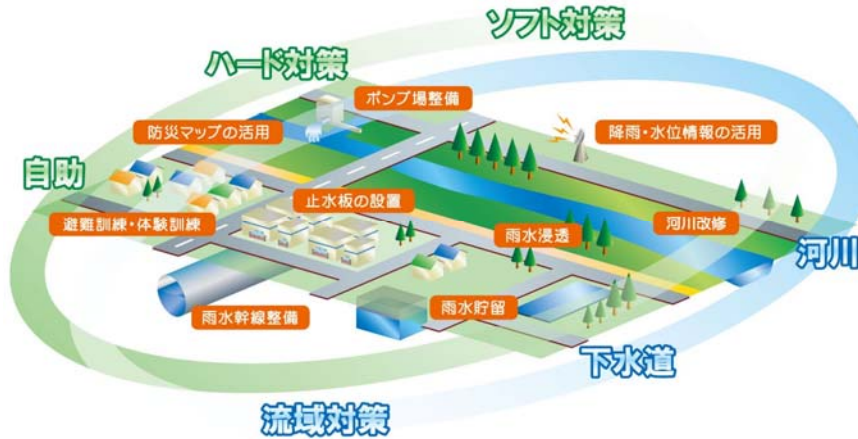 ソフト対策
ハード対策
ポンプ場整備
防災マップの活用
降雨・水位情報の活用
自助
止水板の設置
避難訓練・体験訓練
雨水浸透
河川改修
河川
雨水幹線整備
雨水貯留
下水道
流域対策